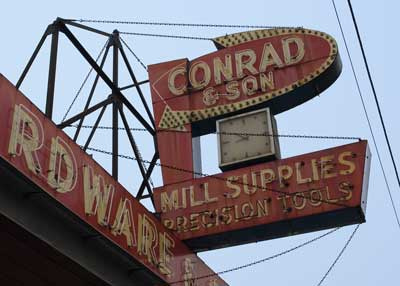 CONRAD
& SON
MILL SUPPLIES
PRECISION TOOLS
RDWARE